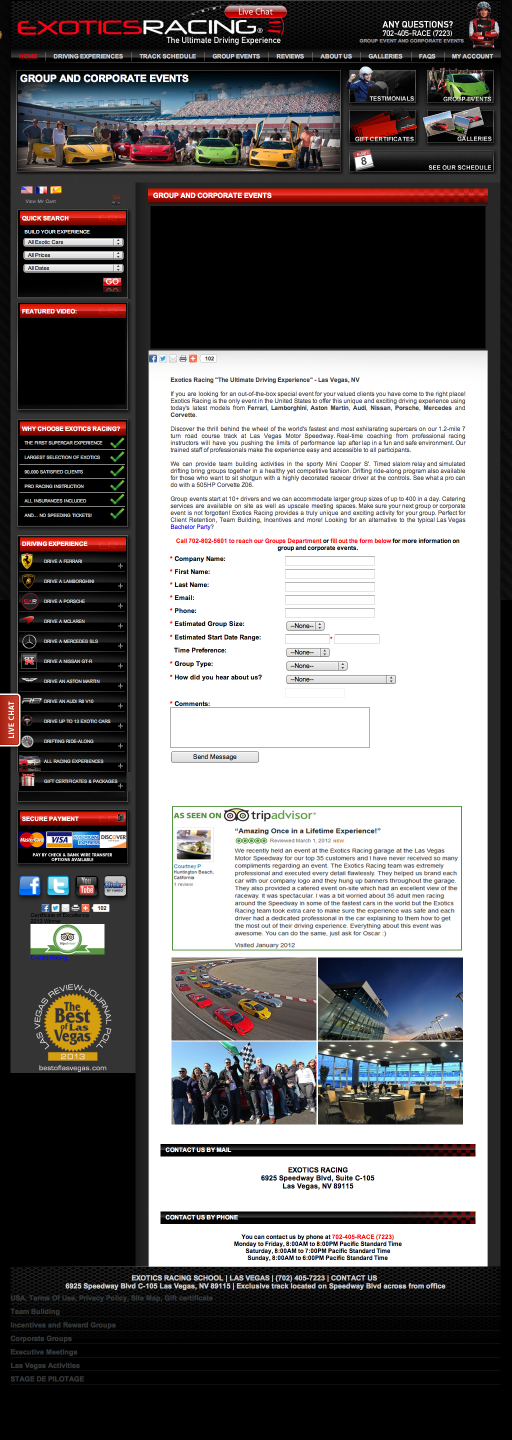 Live Chat
EXOTICSRACING®
The Ultimate Driving Experience
ANY QUESTIONS?
702-405-RACE (7223)
GROUP EVENT AND CORPORATE EVENTS
HOME DRIVING EXPERIENCES TRACK SCHEDULE GROUP EVENTS REVIEWS ABOUT US GALLERIES FAQS MY ACCOUNT
GROUP AND CORPORATE EVENTS
TESTIMONIALS
GROUP EVENTS
GIFT CERTIFICATES
GALLERIES
8
SEE OUR SCHEDULE
View My Cart
QUICK SEARCH
BUILD YOUR EXPERIENCE
All Exotic Cars
All Prices
All Dates
GO
FEATURED VIDEO:
WHY CHOOSE EXOTICS RACING?
THE FIRST SUPERCAR EXPERIENCE
LARGEST SELECTION OF EXOTICS
90,000 SATISFIED CLIENTS
PRO RACING INSTRUCTION
ALL INSURANCES INCLUDED
AND... NO SPEEDING TICKETS!
DRIVING EXPERIENCE
DRIVE A FERRARI
DRIVE A LAMBORGHINI
DRIVE A PORSCHE
DRIVE A MCLAREN
DRIVE A MERCEDES SLS
DRIVE A NISSAN GT-R
DRIVE AN ASTON MARTIN
DRIVE AN AUDI R8 V10
DRIVE UP TO 13 EXOTIC CARS
DRIFTING RIDE-ALONG
ALL RACING EXPERIENCES
GIFT CERTIFICATES & PACKAGES
LIVE CHAT
SECURE PAYMENT
MasterCard VISA AMERICAN EXPRESS DISCOVER
PAY BY CHECK & BANK WIRE TRANSFER
OPTIONS AVAILABLE
You Tube
102
Certificate of Excellence
2012 Winner
LAS VEGAS REVIEW-JOURNAL POLL
The Best of Las Vegas
2013
bestoflasvegas.com
GROUP AND CORPORATE EVENTS
102
Exotics Racing "The Ultimate Driving Experience" - Las Vegas, NV
If you are looking for an out-of-the-box special event for your valued clients you have come to the right place!
Exotics Racing is the only event in the United States to offer this unique and exciting driving experience using
today's latest models from Ferrari, Lamborghini, Aston Martin, Audi, Nissan, Porsche, Mercedes and
Corvette.
Discover the thrill behind the wheel of the world's fastest and most exhilarating supercars on our 1.2-mile 7
turn road course track at Las Vegas Motor Speedway. Real-time coaching from professional racing
instructors will have you pushing the limits of performance lap after lap in a fun and safe environment. Our
trained staff of professionals make the experience easy and accessible to all participants.
We can provide team building activities in the sporty Mini Cooper S'. Timed slalom relay and simulated
drifting bring groups together in a healthy yet competitive fashion. Drifting ride-along program also available
for those who want to sit shotgun with a highly decorated racecar driver at the controls. See what a pro can
do with a 505HP Corvette Z06.
Group events start at 10+ drivers and we can accommodate larger group sizes of up to 400 in a day. Catering
services are available on site as well as upscale meeting spaces. Make sure your next group or corporate
event is not forgotten! Exotics Racing provides a truly unique and exciting activity for your group. Perfect for
Client Retention, Team Building, Incentives and more! Looking for an alternative to the typical Las Vegas
Bachelor Party?
Call 702-802-5601 to reach our Groups Department or fill out the form below for more information on
group and corporate events.
* Company Name:
* First Name:
* Last Name:
* Email:
* Phone:
* Estimated Group Size: --None--
* Estimated Start Date Range: *
Time Preference: --None--
* Group Type: --None--
* How did you hear about us? --None--
* Comments:
Send Message
AS SEEN ON tripadvisor®
"Amazing Once in a Lifetime Experience!"
Reviewed March 1, 2012 NEW
Courtney P
Huntington Beach,
California
1 review
We recently held an event at the Exotics Racing garage at the Las Vegas
Motor Speedway for our top 35 customers and I have never received so many
compliments regarding an event. The Exotics Racing team was extremely
professional and executed every detail flawlessly. They helped us brand each
car with our company logo and they hung up banners throughout the garage.
They also provided a catered event on-site which had an excellent view of the
raceway. It was spectacular. I was a bit worried about 35 adult men racing
around the Speedway in some of the fastest cars in the world but the Exotics
Racing team took extra care to make sure the experience was safe and each
driver had a dedicated professional in the car explaining to them how to get
the most out of their driving experience. Everything about this event was
awesome. You can do the same, just ask for Oscar :)
Visited January 2012
CONTACT US BY MAIL
EXOTICS RACING
6925 Speedway Blvd, Suite C-105
Las Vegas, NV 89115
CONTACT US BY PHONE
You can contact us by phone at 702-405-RACE (7223)
Monday to Friday, 8:00AM to 8:00PM Pacific Standard Time
Saturday, 8:00AM to 7:00PM Pacific Standard Time
Sunday, 8:00AM to 6:00PM Pacific Standard Time
EXOTICS RACING SCHOOL | LAS VEGAS | (702) 405-7223 | CONTACT US
6925 Speedway Blvd C-105 Las Vegas, NV 89115 | Exclusive track located on Speedway Blvd across from office
USA, Terms Of Use, Privacy Policy, Site Map, Gift certificate
Team Building
Incentives and Reward Groups
Corporate Groups
Executive Meetings
Las Vegas Activities
STAGE DE PILOTAGE